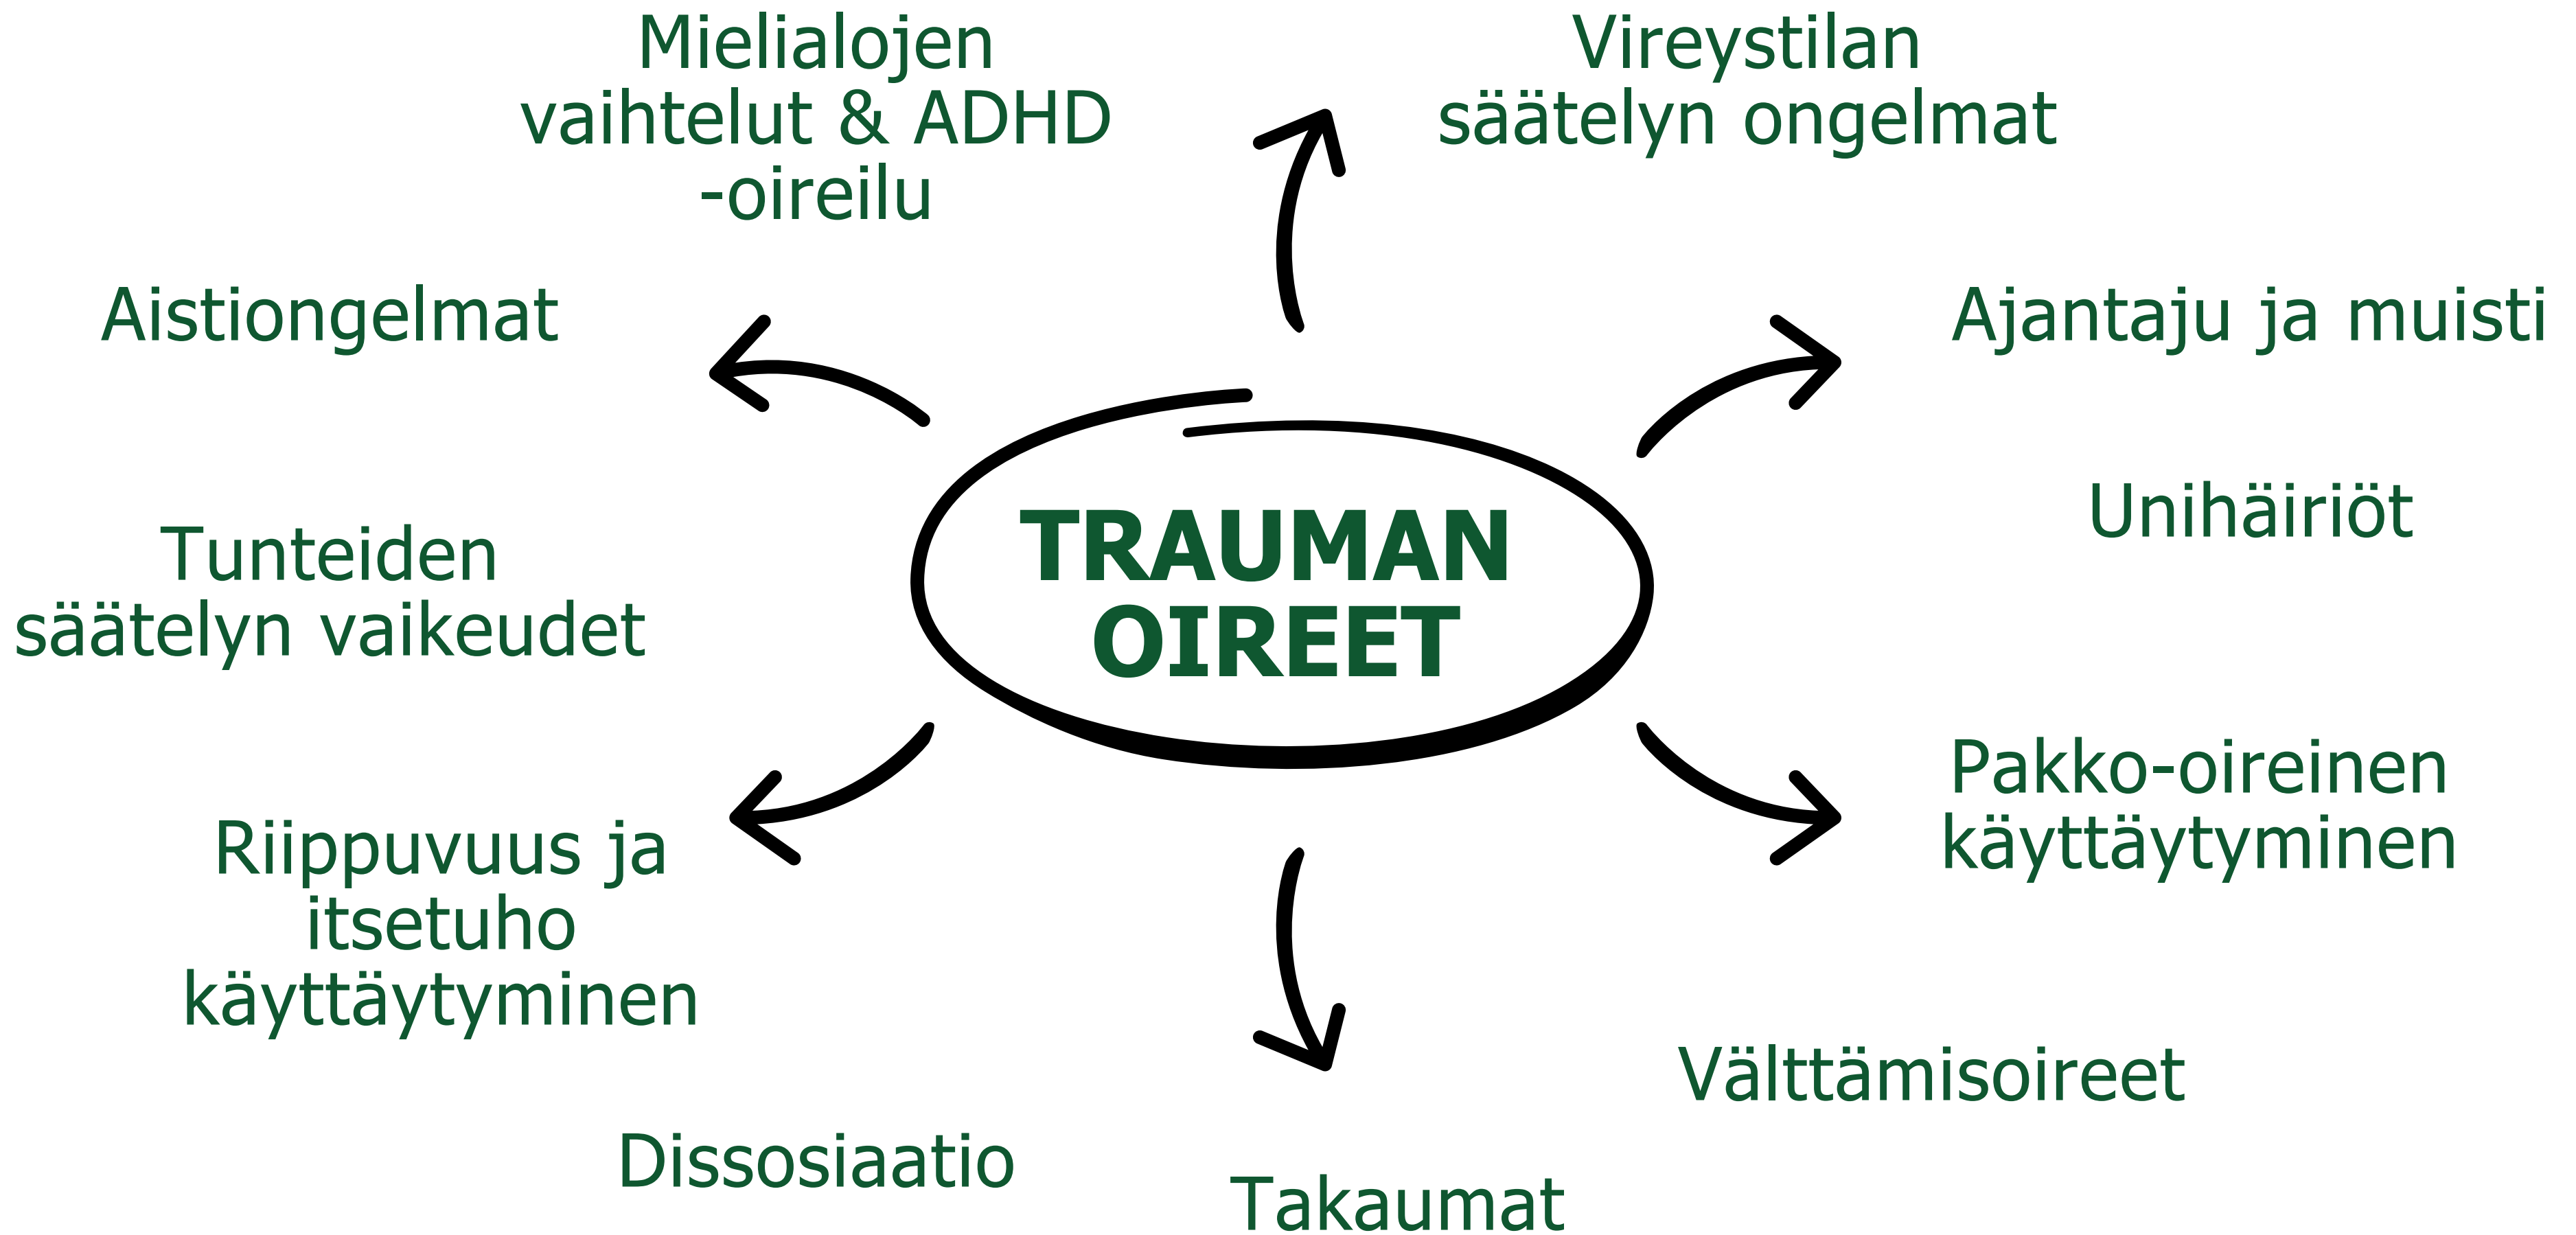 Mielialojen
vaihtelut & ADHD
-oireilu
Vireystilan
säätelyn ongelmat
Aistiongelmat
Ajantaju ja muisti
Unihäiriöt
Tunteiden
säätelyn vaikeudet
TRAUMAN
OIREET
Pakko-oireinen
käyttäytyminen
Riippuvuus ja
itsetuho
käyttäytyminen
Välttämisoireet
Dissosiaatio
Takaumat